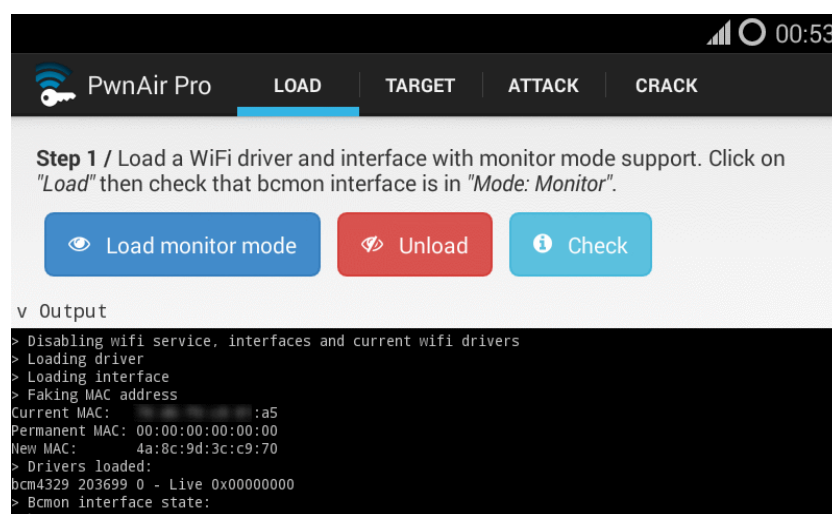 00:53
PwnAir Pro LOAD TARGET ATTACK CRACK
Step 1 / Load a WiFi driver and interface with monitor mode support. Click on
"Load" then check that bcmon interface is in "Mode: Monitor".
Load monitor mode Unload Check
v Output
> Disabling wifi service, interfaces and current wifi drivers
> Loading driver
> Loading interface
> Faking MAC address
Current MAC: :a5
Permanent MAC: 00:00:00:00:00:00
New MAC: 4a:8c:9d:3c:c9:70
> Drivers loaded:
bcm4329 203699 0 - Live 0x00000000
> Bcmon interface state: